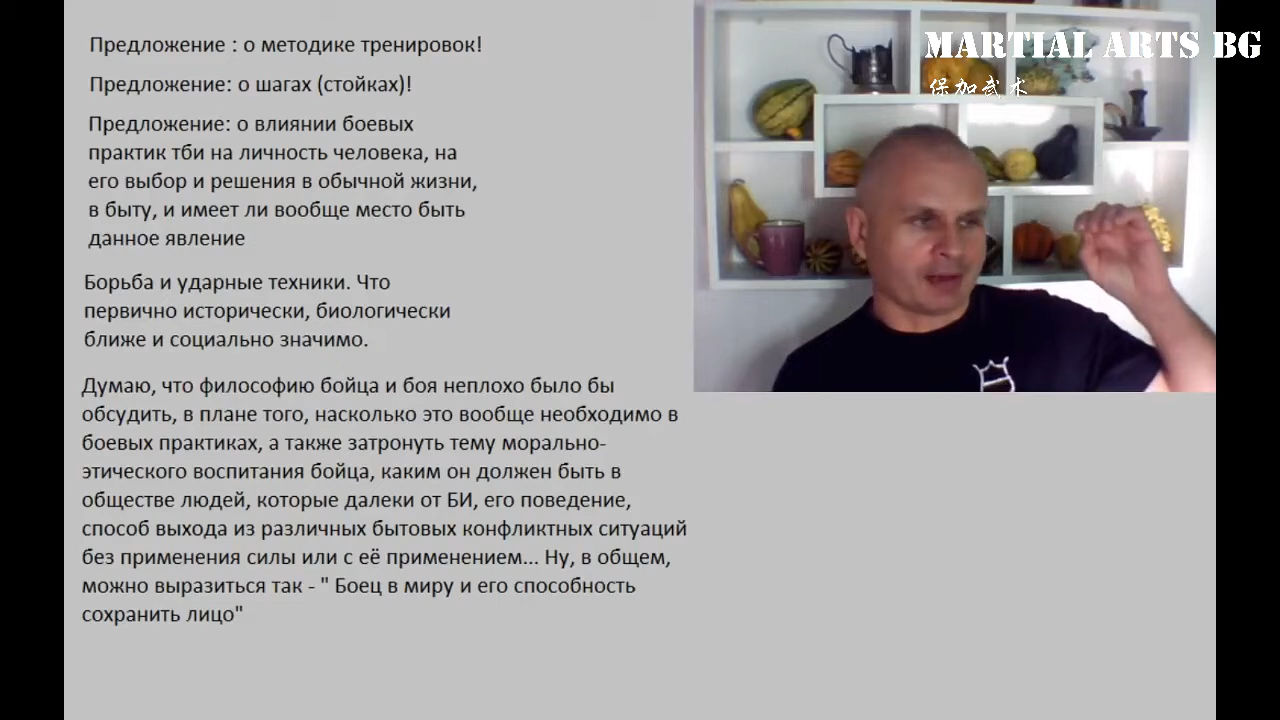 Предложение : о методике тренировок!
Предложение: о шагах (стойках)!
Предложение: о влиянии боевых
практик тби на личность человека, на
его выбор и решения в обычной жизни,
в быту, и имеет ли вообще место быть
данное явление
Борьба и ударные техники. Что
первично исторически, биологически
ближе и социально значимо.
Думаю, что философию бойца и боя неплохо было бы
обсудить, в плане того, насколько это вообще необходимо в
боевых практиках, а также затронуть тему морально-
этического воспитания бойца, каким он должен быть в
обществе людей, которые далеки от БИ, его поведение,
способ выхода из различных бытовых конфликтных ситуаций
без применения силы или с её применением... Ну, в общем,
можно выразиться так - " Боец в миру и его способность
сохранить лицо"
MARTIAL ARTS BG
保加武术